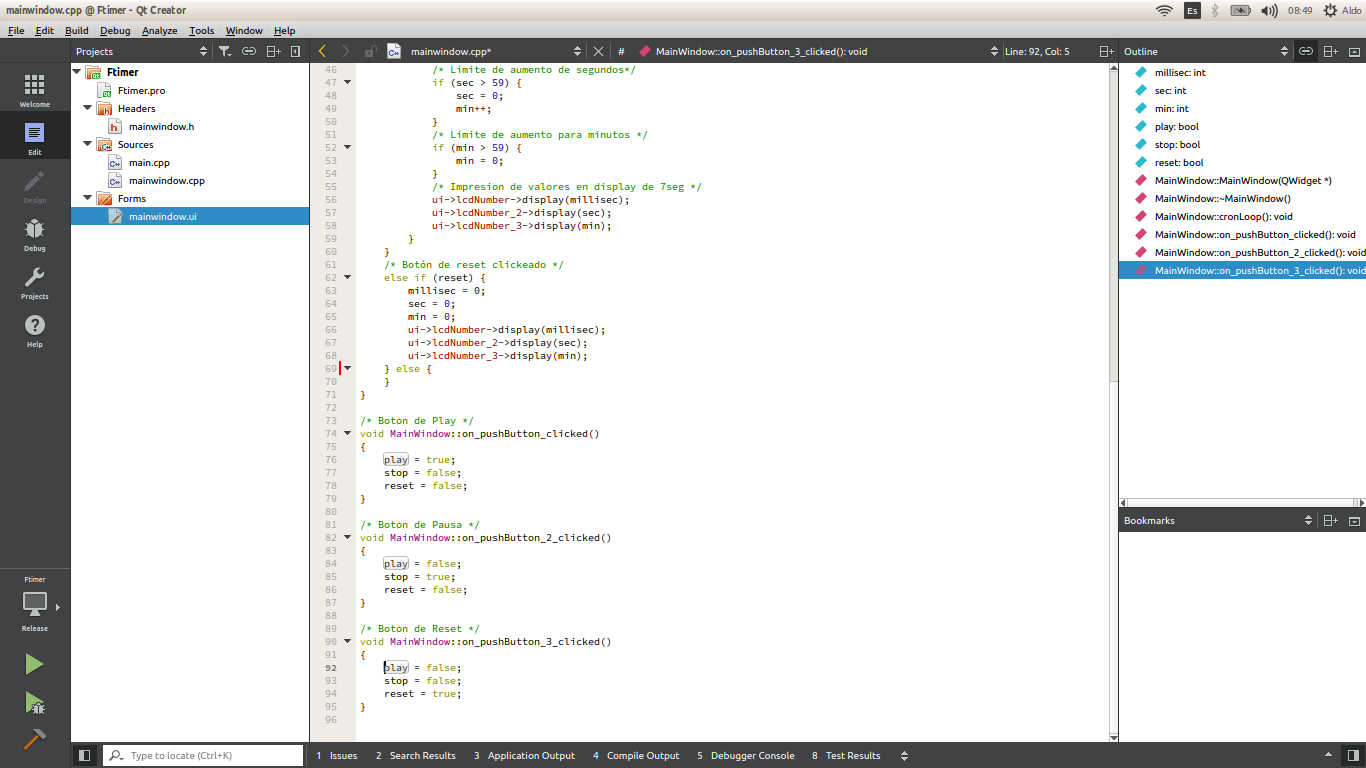 mainwindow.cpp @ Ftimer - Qt Creator
Es
08:49
Aldo
File Edit Build Debug Analyze Tools Window Help
Projects
mainwindow.cpp*
#
MainWindow::on_pushButton_3_clicked(): void
Line: 92, Col: 5
Outline
Welcome
Edit
Design
Debug
Projects
Help
Ftimer
Release
Ftimer
Ftimer.pro
Headers
mainwindow.h
Sources
main.cpp
mainwindow.cpp
Forms
mainwindow.ui
46 /* Limite de aumento de segundos*/
47 if (sec > 59) {
48 sec = 0;
49 min++;
50 }
51 /* Limite de aumento para minutos */
52 if (min > 59) {
53 min = 0;
54 }
55 /* Impresion de valores en display de 7seg */
56 ui->lcdNumber->display(millisec);
57 ui->lcdNumber_2->display(sec);
58 ui->lcdNumber_3->display(min);
59 }
60 }
61 /* Botón de reset clickeado */
62 else if (reset) {
63 millisec = 0;
64 sec = 0;
65 min = 0;
66 ui->lcdNumber->display(millisec);
67 ui->lcdNumber_2->display(sec);
68 ui->lcdNumber_3->display(min);
69 } else {
70 }
71 }
72
73 /* Boton de Play */
74 void MainWindow::on_pushButton_clicked()
75 {
76 play = true;
77 stop = false;
78 reset = false;
79 }
80
81 /* Boton de Pausa */
82 void MainWindow::on_pushButton_2_clicked()
83 {
84 play = false;
85 stop = true;
86 reset = false;
87 }
88
89 /* Boton de Reset */
90 void MainWindow::on_pushButton_3_clicked()
91 {
92 play = false;
93 stop = false;
94 reset = true;
95 }
96
millisec: int
sec: int
min: int
play: bool
stop: bool
reset: bool
MainWindow::MainWindow(QWidget *)
MainWindow::~MainWindow()
MainWindow::cronLoop(): void
MainWindow::on_pushButton_clicked(): void
MainWindow::on_pushButton_2_clicked(): void
MainWindow::on_pushButton_3_clicked(): void
Bookmarks
Type to locate (Ctrl+K)
1 Issues 2 Search Results 3 Application Output 4 Compile Output 5 Debugger Console 8 Test Results